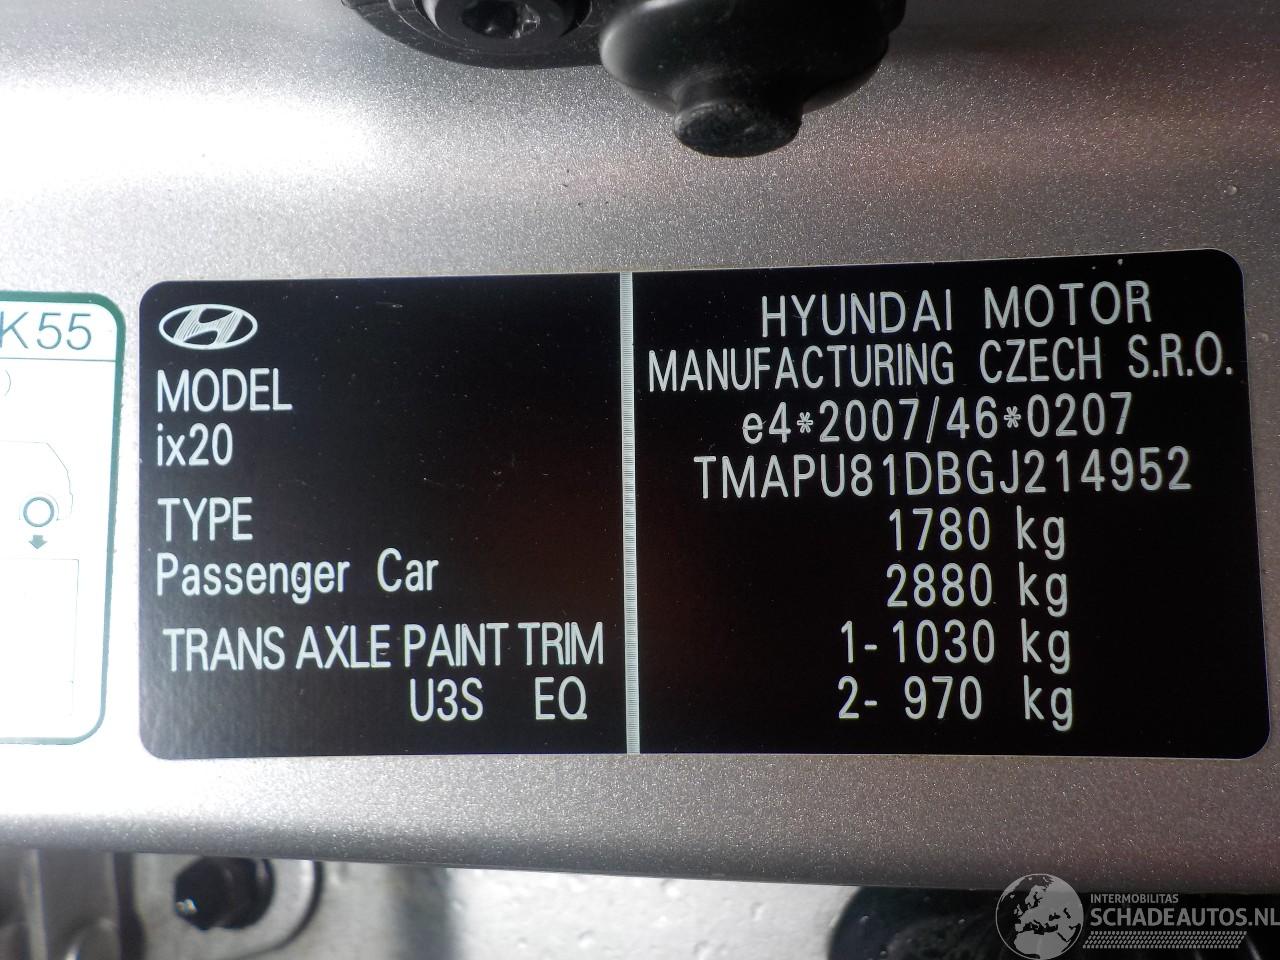 K55
)
MODEL
ix20
TYPE
Passenger Car
TRANS AXLE PAINT TRIM
U3S EQ
HYUNDAI MOTOR
MANUFACTURING CZECH S.R.O.
e4*2007/46*0207
TMAPU81DBGJ214952
1780 kg
2880 kg
1- 1030 kg
2- 970 kg
INTERMOBILITAS
SCHADEAUTOS.NL